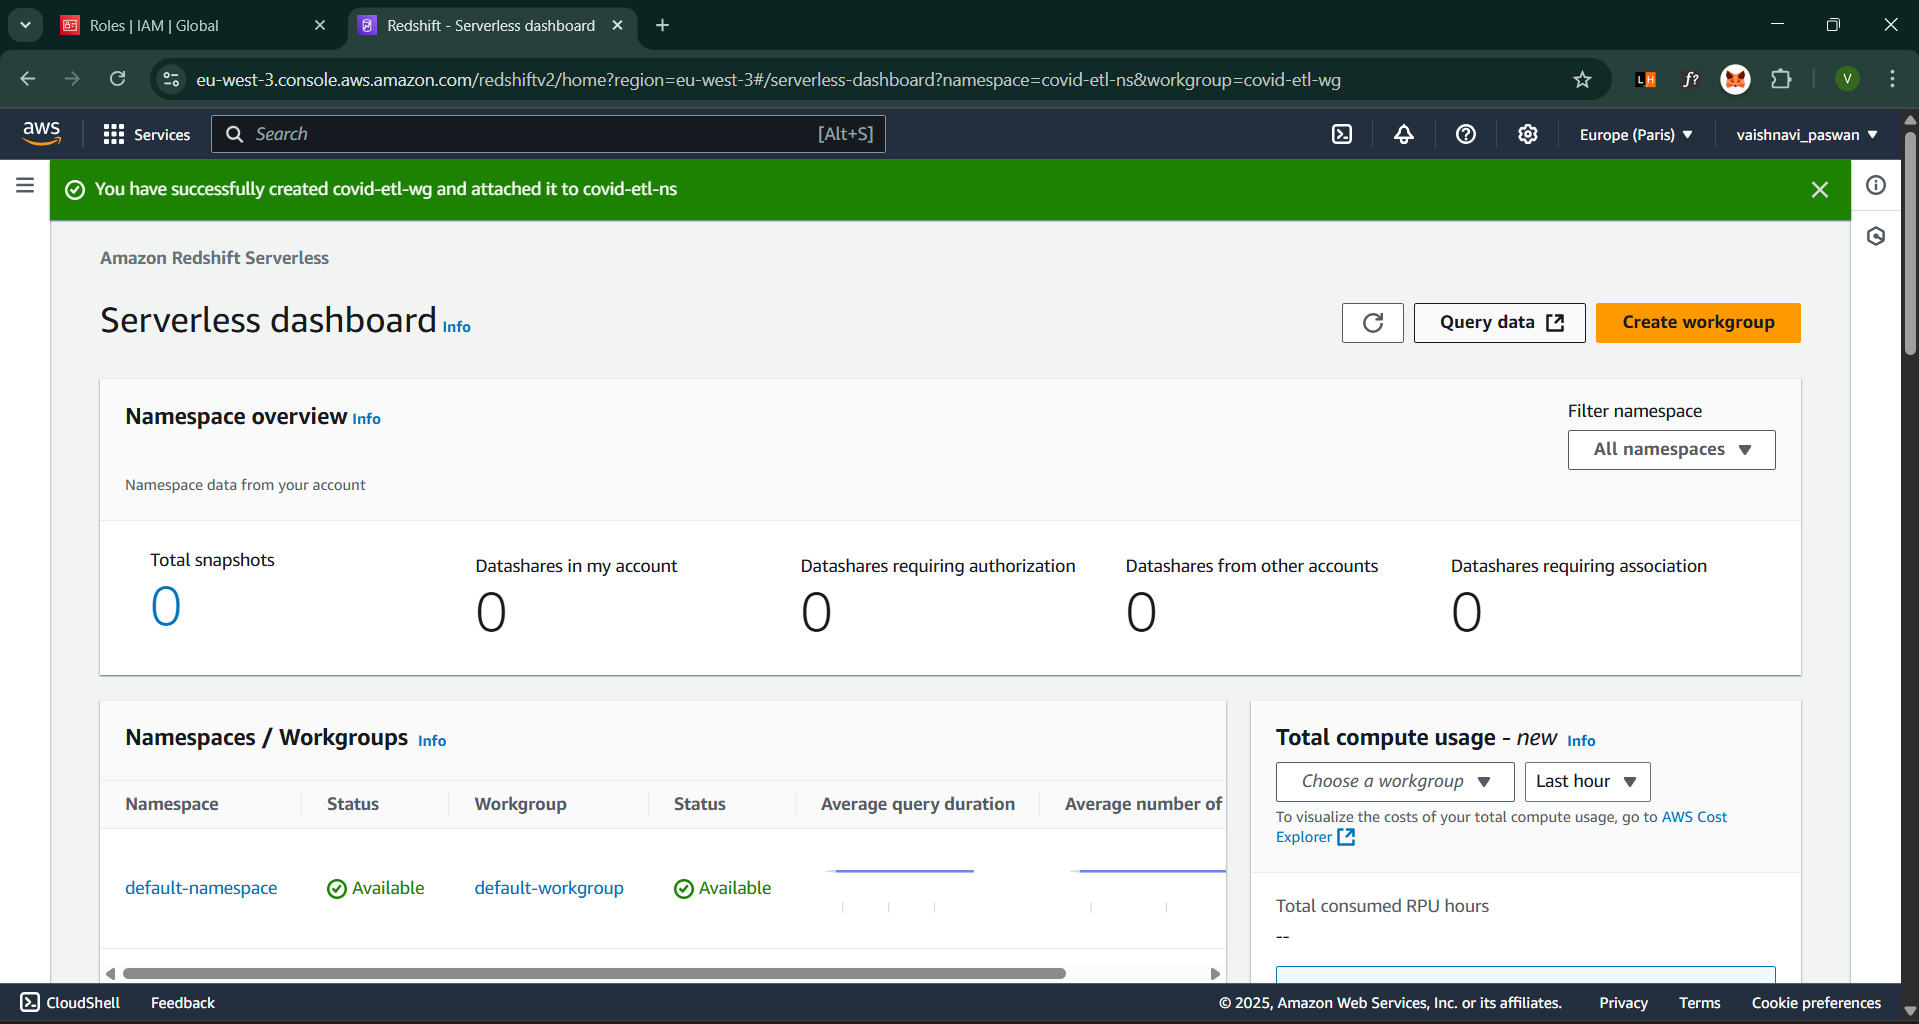 Roles | IAM | Global
Redshift - Serverless dashboard
eu-west-3.console.aws.amazon.com/redshiftv2/home?region=eu-west-3#/serverless-dashboard?namespace=covid-etl-ns&workgroup=covid-etl-wg
LH
f?
V
aws
Services
Search
[Alt+S]
Europe (Paris)
vaishnavi_paswan
You have successfully created covid-etl-wg and attached it to covid-etl-ns
Amazon Redshift Serverless
Serverless dashboard Info
Query data
Create workgroup
Namespace overview Info
Filter namespace
All namespaces
Namespace data from your account
Total snapshots
0
Datashares in my account
0
Datashares requiring authorization
0
Datashares from other accounts
0
Datashares requiring association
0
Namespaces / Workgroups Info
Namespace Status Workgroup Status Average query duration Average number of
default-namespace Available default-workgroup Available
Total compute usage - new Info
Choose a workgroup
Last hour
To visualize the costs of your total compute usage, go to AWS Cost
Explorer
Total consumed RPU hours
--
CloudShell Feedback
© 2025, Amazon Web Services, Inc. or its affiliates. Privacy Terms Cookie preferences